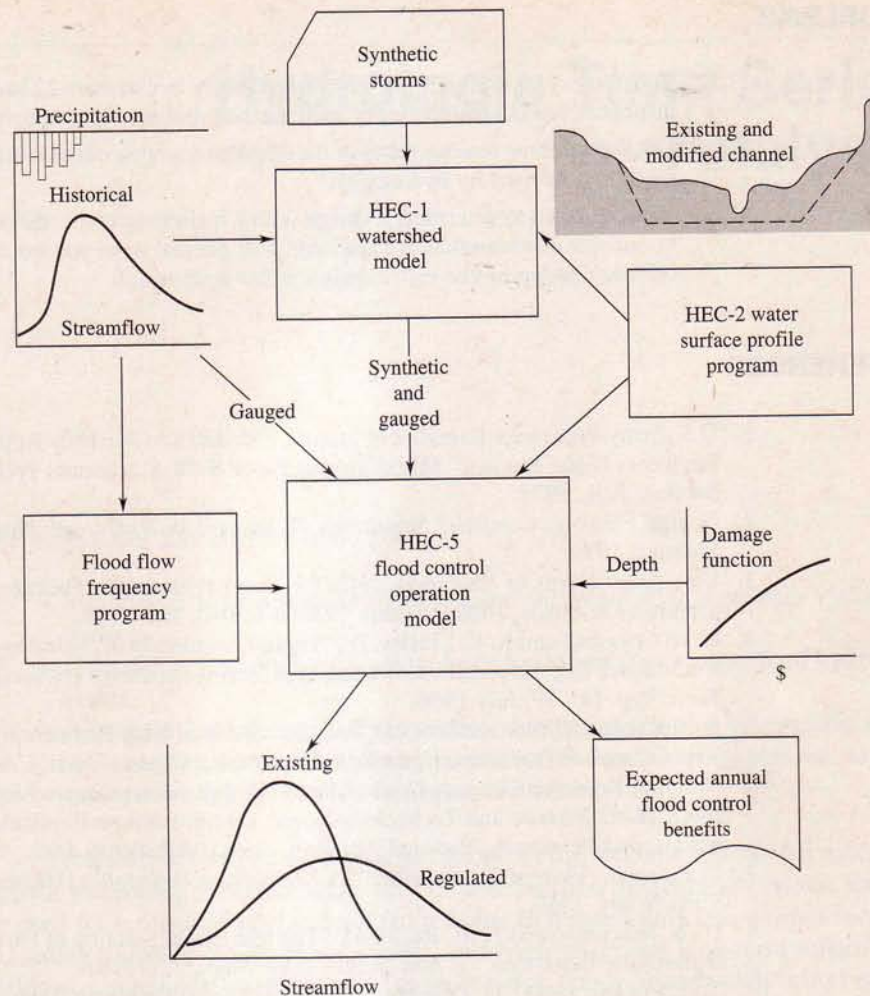 Synthetic
storms
Precipitation
Historical
Streamflow
HEC-1
watershed
model
Existing and
modified channel
HEC-2 water
surface profile
program
Synthetic
and
gauged
Gauged
Flood flow
frequency
program
HEC-5
flood control
operation
model
Depth
Damage
function
$
Existing
Regulated
Streamflow
Expected annual
flood control
benefits